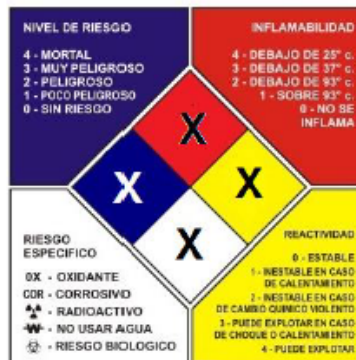 NIVEL DE RIESGO
4 - MORTAL
3 - MUY PELIGROSO
2 - PELIGROSO
1 - POCO PELIGROSO
0 - SIN RIESGO
INFLAMABILIDAD
4 - DEBAJO DE 25° c.
3 - DEBAJO DE 37° c.
2 - DEBAJO DE 93° c.
1 - SOBRE 93° c.
0 - NO SE
INFLAMA
X
X
X
X
RIESGO
ESPECIFICO
OX - OXIDANTE
COR - CORROSIVO
- RADIOACTIVO
W - NO USAR AGUA
- RIESGO BIOLOGICO
REACTIVIDAD
0 - ESTABLE
1 - INESTABLE EN CASO
DE CALENTAMIENTO
2 - INESTABLE EN CASO
DE CAMBIO QUIMICO VIOLENTO
3 - PUEDE EXPLOTAR EN CASO
DE CHOQUE O CALENTAMIENTO
4 - PUEDE EXPLOTAR